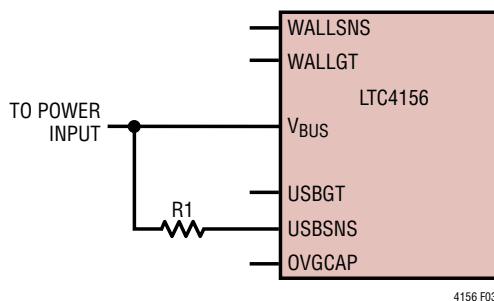 WALLSNS
WALLGT
LTC4156
TO POWER
INPUT
VBUS
USBGT
R1
USBSNS
OVGCAP
4156 F03